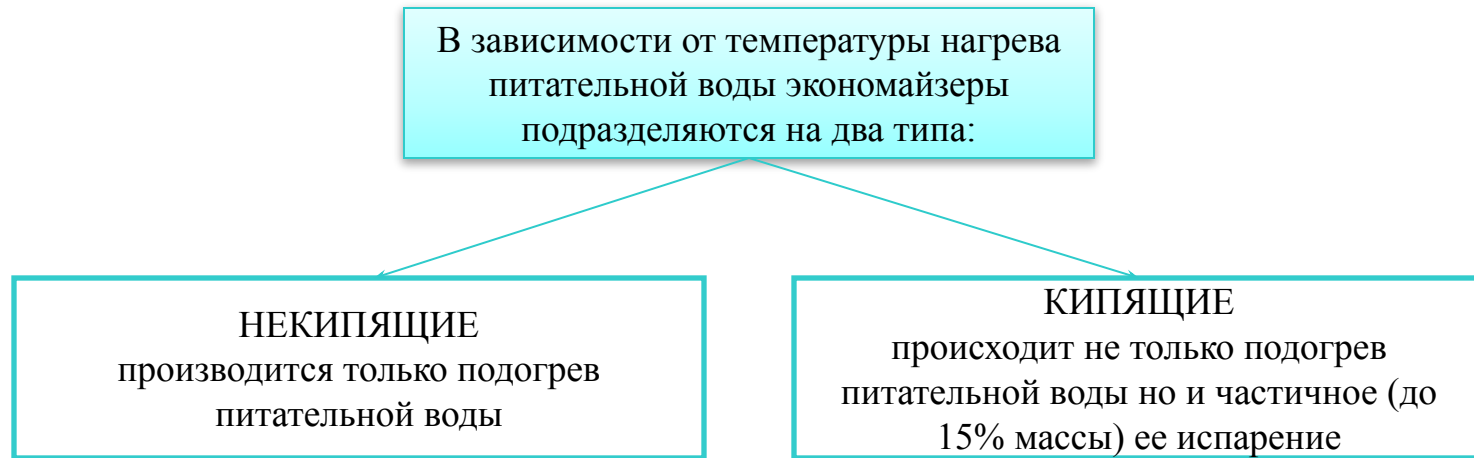 В зависимости от температуры нагрева
питательной воды экономайзеры
подразделяются на два типа:
НЕКИПЯЩИЕ
производится только подогрев
питательной воды
КИПЯЩИЕ
происходит не только подогрев
питательной воды но и частичное (до
15% массы) ее испарение